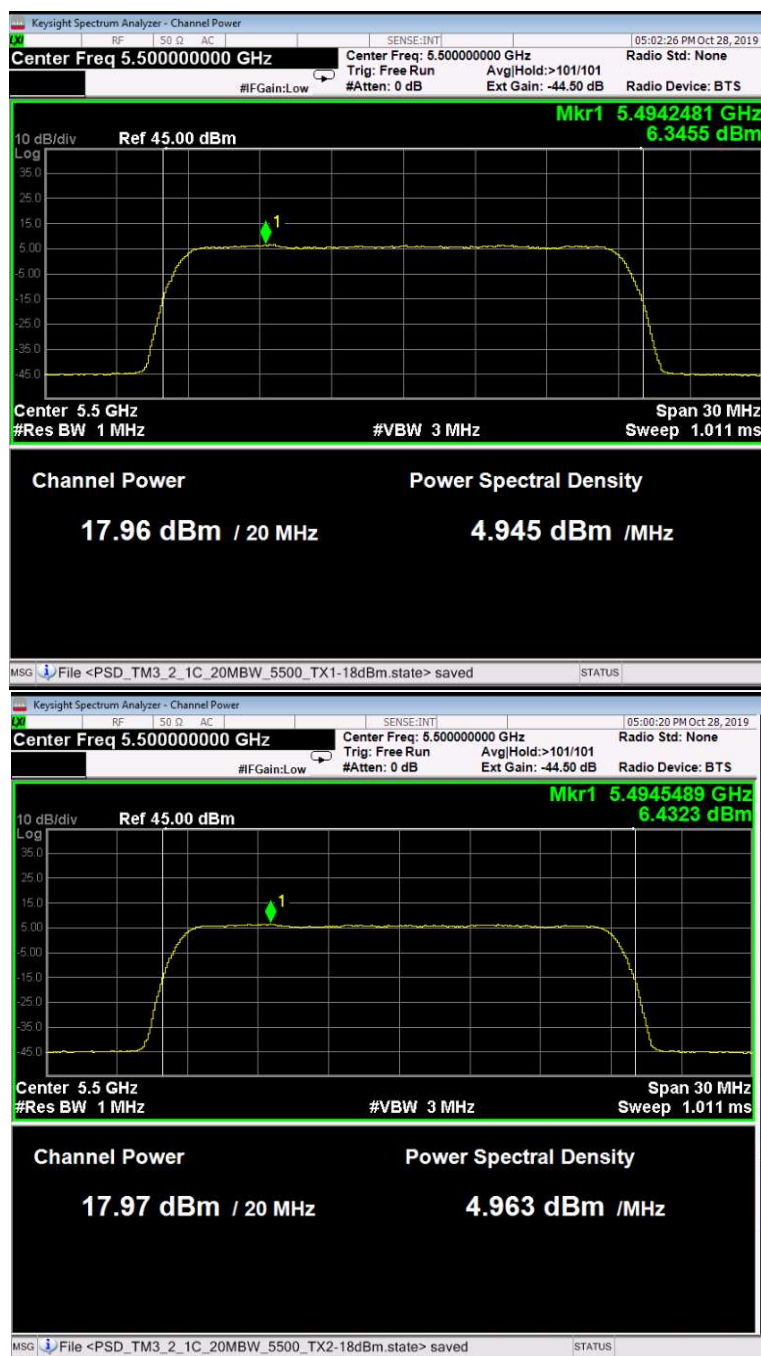 Keysight Spectrum Analyzer - Channel Power
LXI RF 50 Ω AC SENSE:INT 05:02:26 PM Oct 28, 2019
Center Freq 5.500000000 GHz Center Freq: 5.500000000 GHz Radio Std: None
Trig: Free Run Avg|Hold:>101/101
#IFGain:Low #Atten: 0 dB Ext Gain: -44.50 dB Radio Device: BTS
Mkr1 5.4942481 GHz
10 dB/div Ref 45.00 dBm 6.3455 dBm
Log
35.0
25.0
15.0
5.00
-5.00
-15.0
-25.0
-35.0
-45.0
1
Center 5.5 GHz Span 30 MHz
#Res BW 1 MHz #VBW 3 MHz Sweep 1.011 ms
Channel Power Power Spectral Density
17.96 dBm / 20 MHz 4.945 dBm /MHz
MSG File <PSD_TM3_2_1C_20MBW_5500_TX1-18dBm.state> saved STATUS
Keysight Spectrum Analyzer - Channel Power
LXI RF 50 Ω AC SENSE:INT 05:00:20 PM Oct 28, 2019
Center Freq 5.500000000 GHz Center Freq: 5.500000000 GHz Radio Std: None
Trig: Free Run Avg|Hold:>101/101
#IFGain:Low #Atten: 0 dB Ext Gain: -44.50 dB Radio Device: BTS
Mkr1 5.4945489 GHz
10 dB/div Ref 45.00 dBm 6.4323 dBm
Log
35.0
25.0
15.0
5.00
-5.00
-15.0
-25.0
-35.0
-45.0
1
Center 5.5 GHz Span 30 MHz
#Res BW 1 MHz #VBW 3 MHz Sweep 1.011 ms
Channel Power Power Spectral Density
17.97 dBm / 20 MHz 4.963 dBm /MHz
MSG File <PSD_TM3_2_1C_20MBW_5500_TX2-18dBm.state> saved STATUS